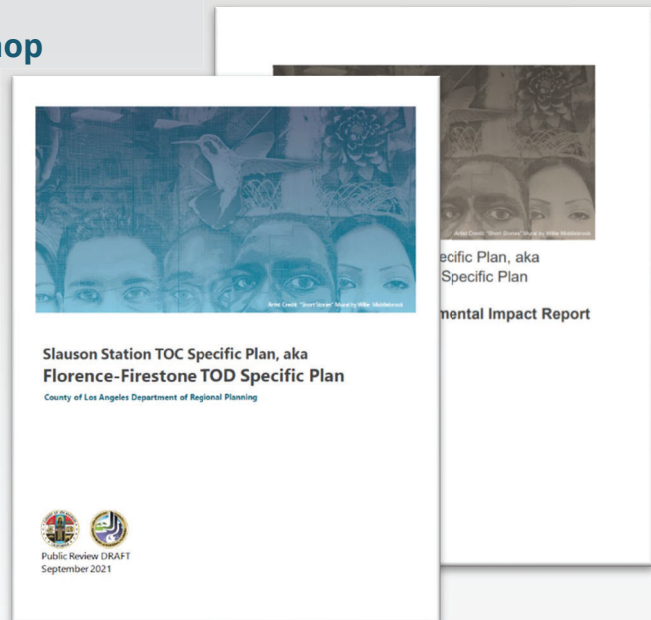 hop
Artist Credit: "Short Stories" Mural by Willie Middlebrook
Slauson Station TOC Specific Plan, aka
Florence-Firestone TOD Specific Plan
County of Los Angeles Department of Regional Planning
Public Review DRAFT
September 2021
Artist Credit: "Short Stories" Mural by Willie Middlebrook
ecific Plan, aka
Specific Plan
mental Impact Report